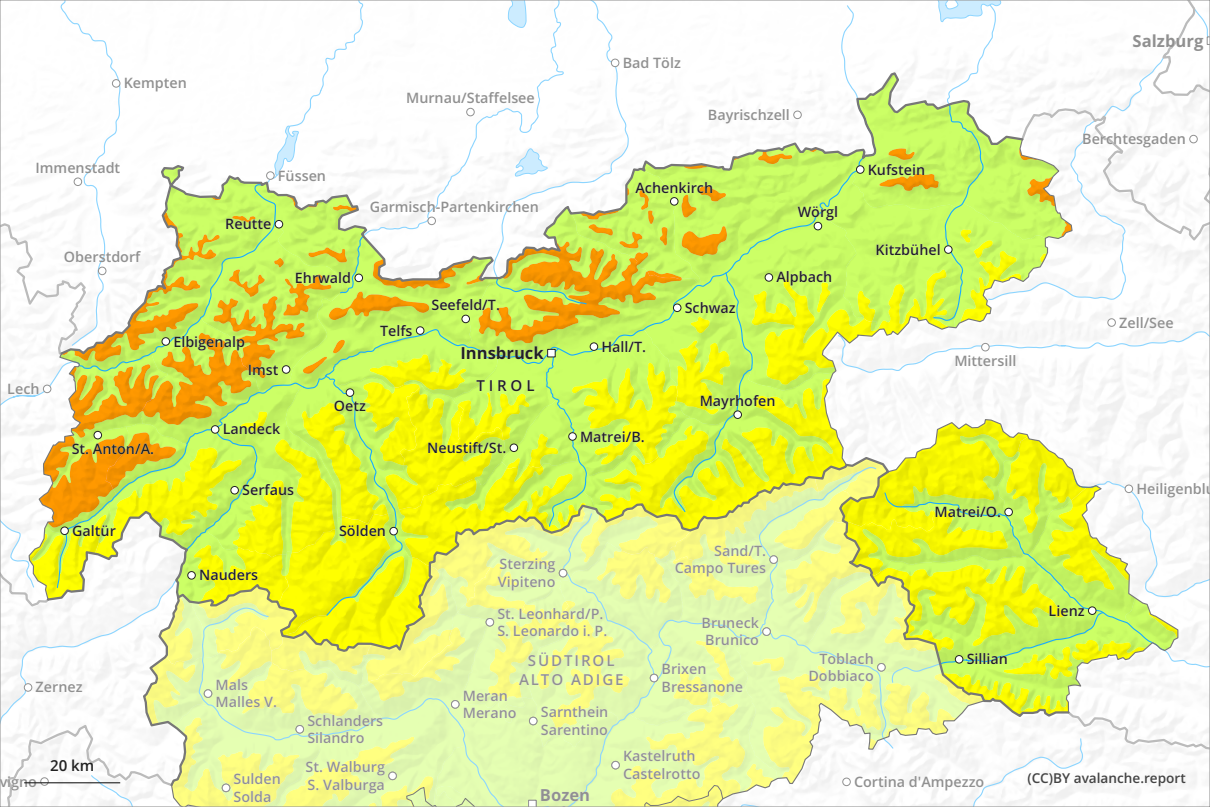 Salzburg
Bad Tölz
Kempten
Murnau/Staffelsee
Bayrischzell
Berchtesgaden
Immenstadt
Füssen
Kufstein
Achenkirch
Garmisch-Partenkirchen
Wörgl
Reutte
Oberstdorf
Kitzbühel
Ehrwald
Alpbach
Seefeld/T.
Schwaz
Zell/See
Telfs
Elbigenalp
Innsbruck
Hall/T.
Mittersill
Imst
TIROL
Lech
Oetz
Mayrhofen
Landeck
Matrei/B.
St. Anton/A.
Neustift/St.
Serfaus
Heiligenblu
Matrei/O.
Galtür
Sölden
Sand/T.
Campo Tures
Sterzing
Vipiteno
Nauders
Lienz
St. Leonhard/P.
S. Leonardo i. P.
Bruneck
Brunico
SÜDTIROL
ALTO ADIGE
Toblach
Dobbiaco
Sillian
Brixen
Bressanone
Zernez
Mals
Malles V.
Meran
Merano
Sarnthein
Sarentino
Schlanders
Silandro
Kastelruth
Castelrotto
St. Walburg
S. Valburga
20 km
vigno
Sulden
Solda
Cortina d'Ampezzo
(CC)BY avalanche.report
Bozen